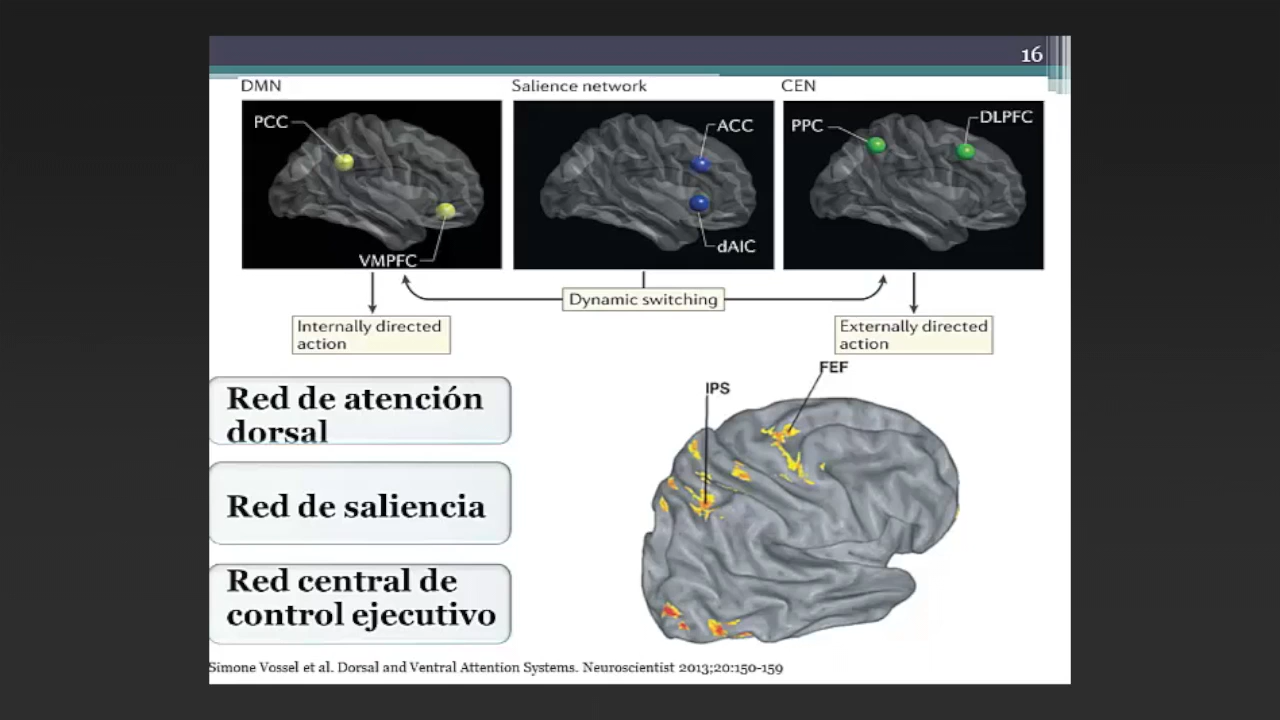 16
DMN
Salience network
CEN
PCC
VMPFC
ACC
dAIC
PPC
DLPFC
Dynamic switching
Internally directed
action
Externally directed
action
FEF
IPS
Red de atención
dorsal
Red de saliencia
Red central de
control ejecutivo
Simone Vossel et al. Dorsal and Ventral Attention Systems. Neuroscientist 2013;20:150-159